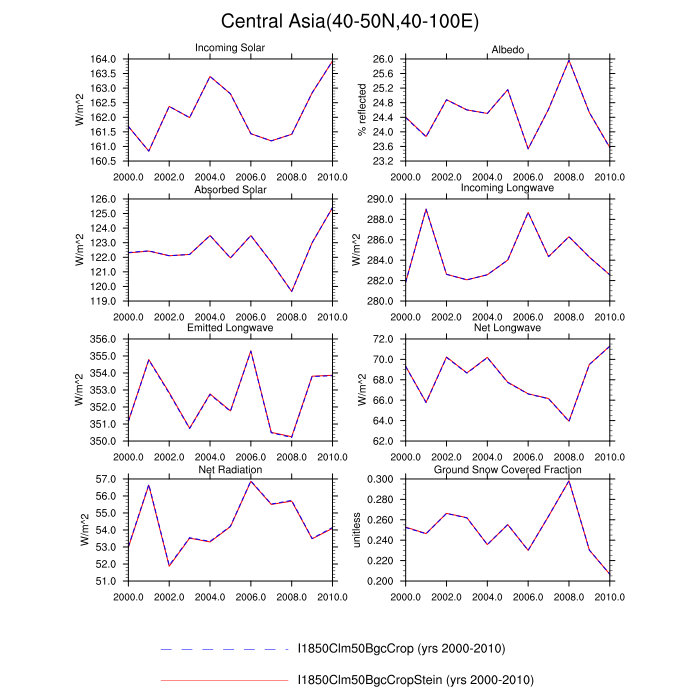 Central Asia(40-50N,40-100E)
Incoming Solar
W/m^2
164.0
163.5
163.0
162.5
162.0
161.5
161.0
160.5
2000.0 2002.0 2004.0 2006.0 2008.0 2010.0
Albedo
% reflected
26.0
25.6
25.2
24.8
24.4
24.0
23.6
23.2
2000.0 2002.0 2004.0 2006.0 2008.0 2010.0
Absorbed Solar
W/m^2
126.0
125.0
124.0
123.0
122.0
121.0
120.0
119.0
2000.0 2002.0 2004.0 2006.0 2008.0 2010.0
Incoming Longwave
W/m^2
290.0
288.0
286.0
284.0
282.0
280.0
2000.0 2002.0 2004.0 2006.0 2008.0 2010.0
Emitted Longwave
W/m^2
356.0
355.0
354.0
353.0
352.0
351.0
350.0
2000.0 2002.0 2004.0 2006.0 2008.0 2010.0
Net Longwave
W/m^2
72.0
70.0
68.0
66.0
64.0
62.0
2000.0 2002.0 2004.0 2006.0 2008.0 2010.0
Net Radiation
W/m^2
57.0
56.0
55.0
54.0
53.0
52.0
51.0
2000.0 2002.0 2004.0 2006.0 2008.0 2010.0
Ground Snow Covered Fraction
unitless
0.300
0.280
0.260
0.240
0.220
0.200
2000.0 2002.0 2004.0 2006.0 2008.0 2010.0
I1850Clm50BgcCrop (yrs 2000-2010)
I1850Clm50BgcCropStein (yrs 2000-2010)